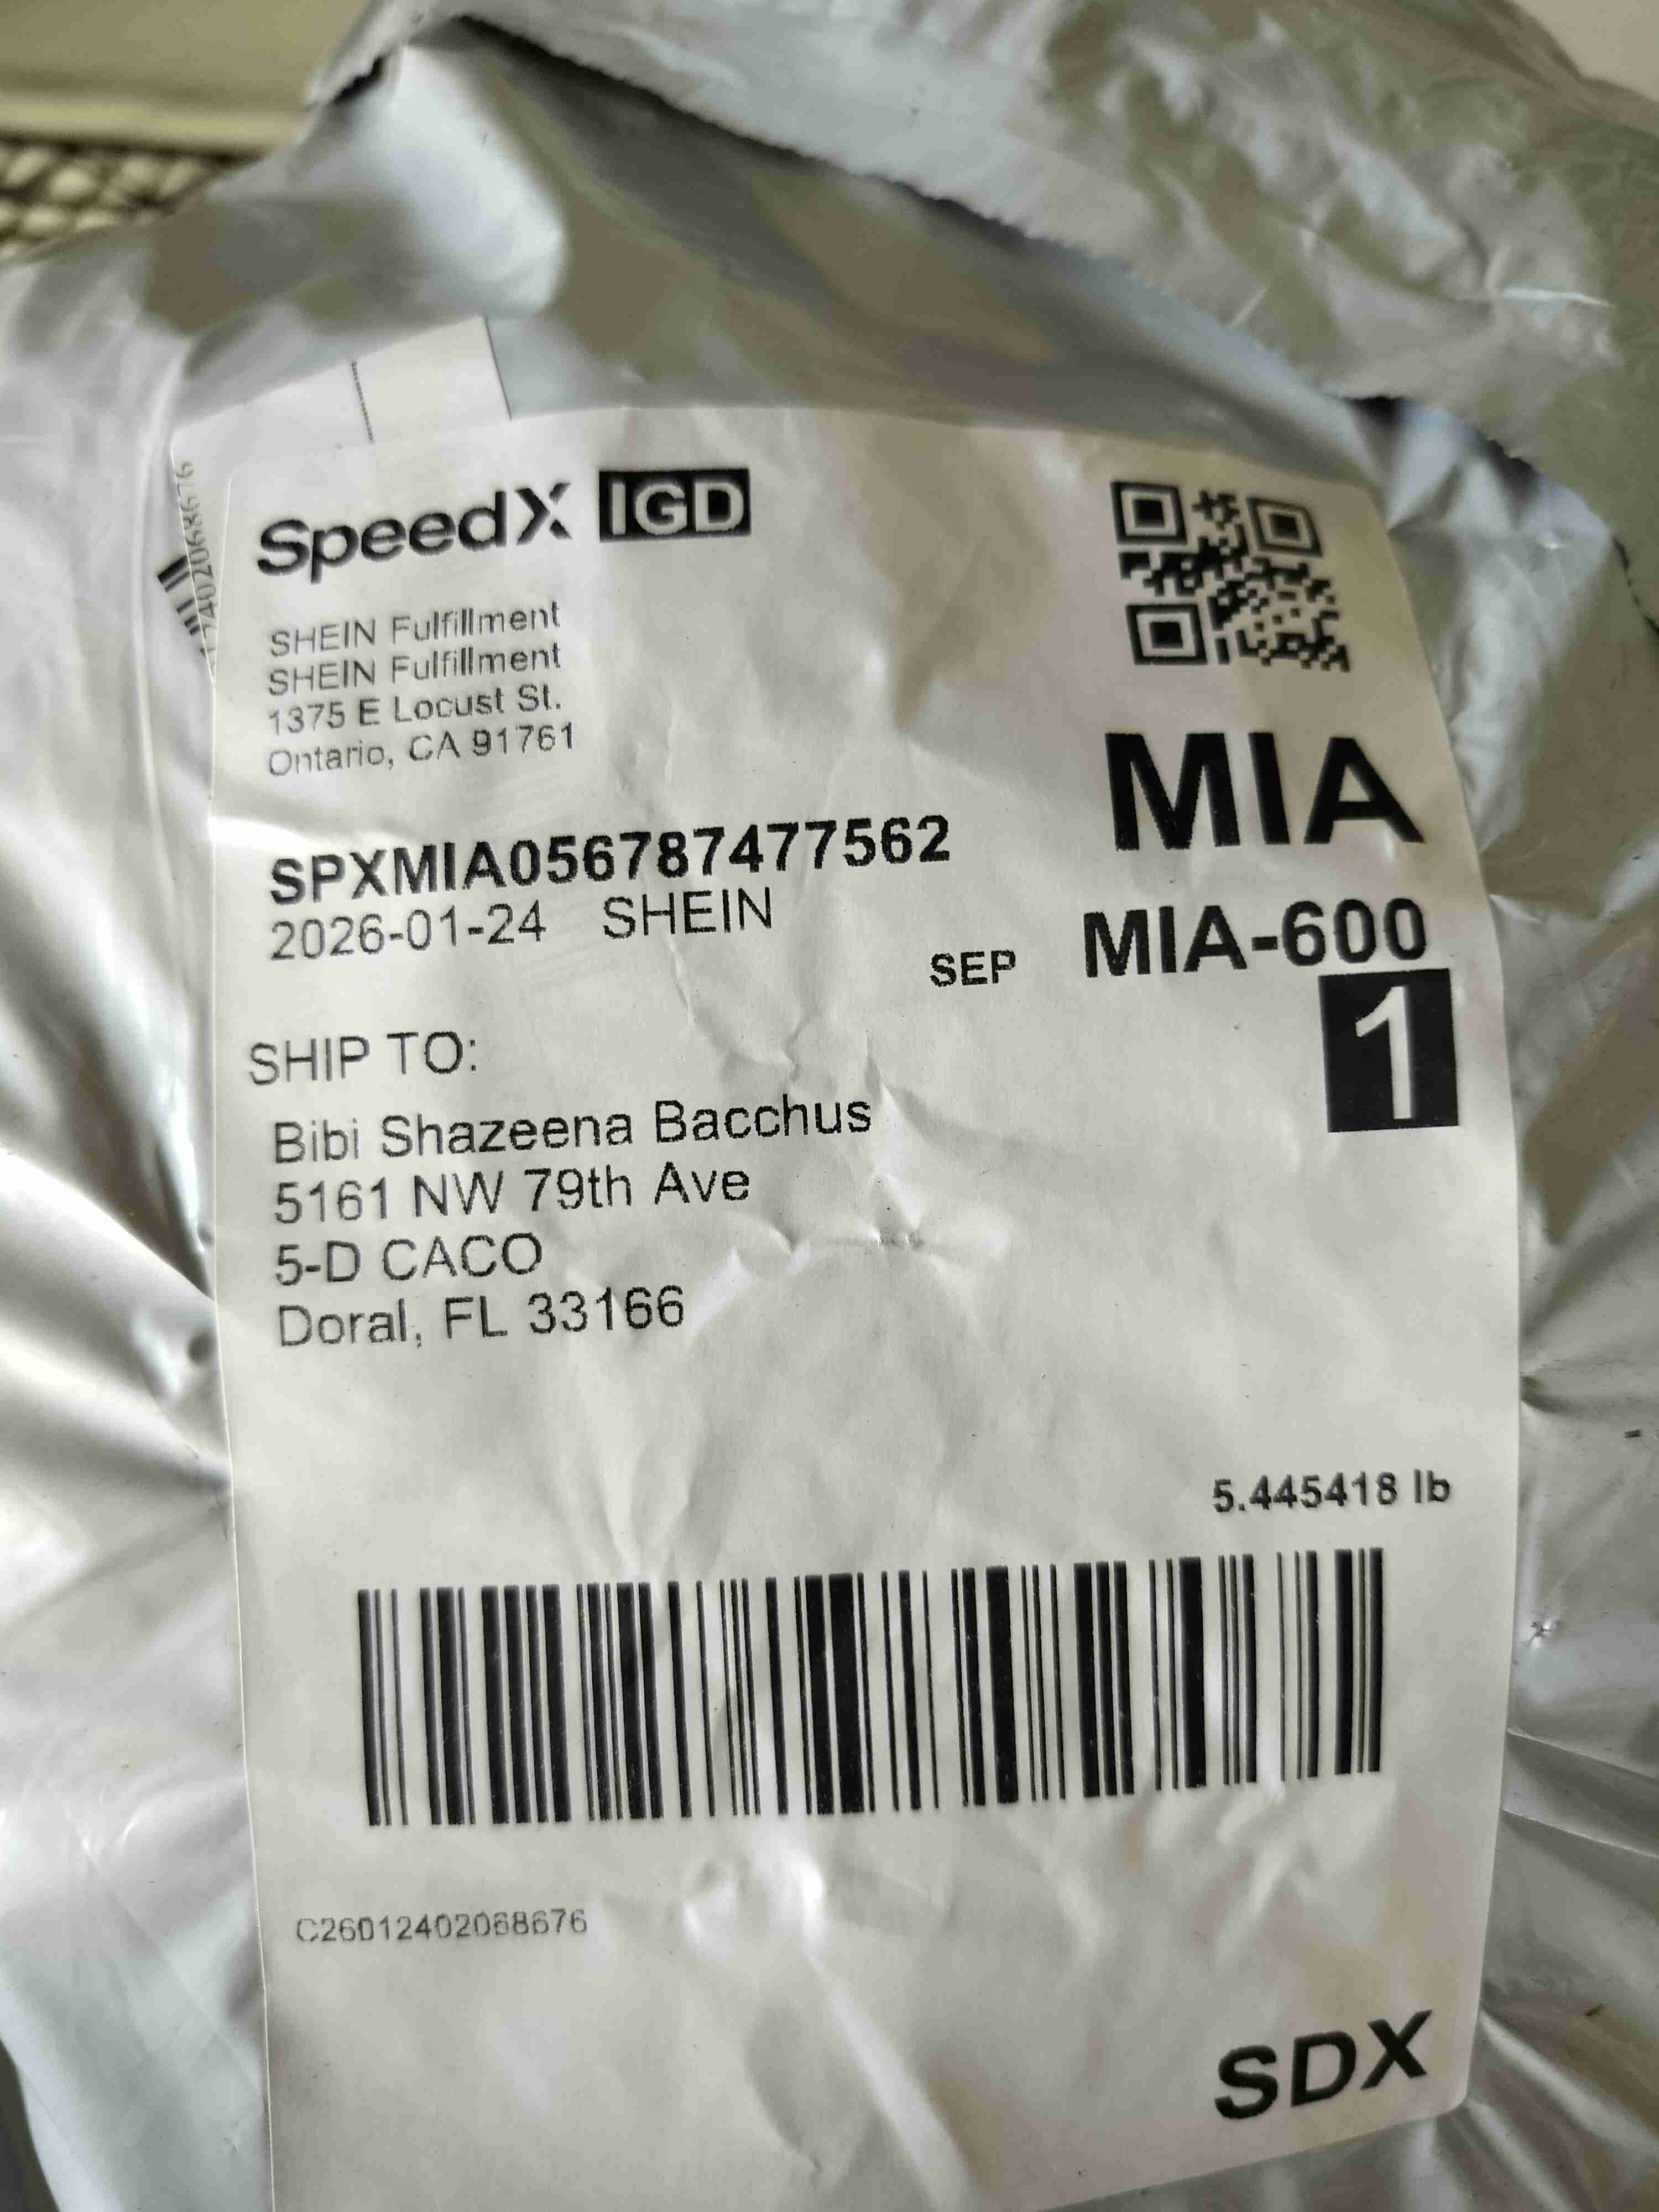 SpeedX IGD
SHEIN Fulfillment
SHEIN Fulfillment
1375 E Locust St.
Ontario, CA 91761
MIA
SPXMIA056787477562
2026-01-24 SHEIN
SEP MIA-600
1
SHIP TO:
Bibi Shazeena Bacchus
5161 NW 79th Ave
5-D CACO
Doral, FL 33166
5.445418 lb
C26012402068676
SDX